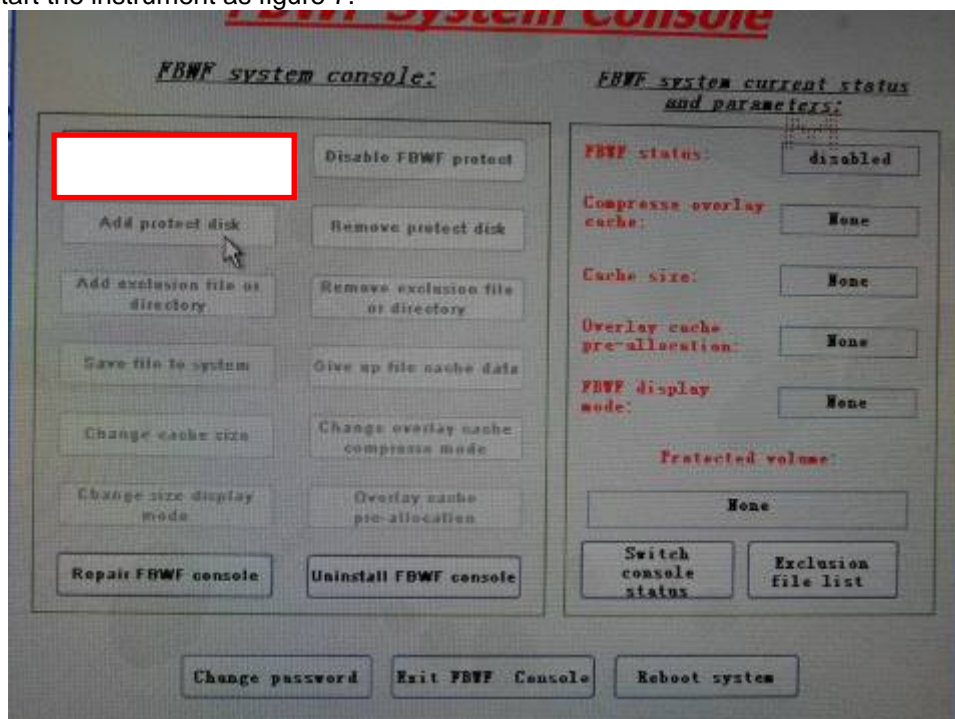 tart the instrument as figure 7.
FBWF System Console
FBWF system console:
FBWF system current status
and parameters:
Disable FBWF protect
Add protect disk
Remove protect disk
Add exclusion file or
directory
Remove exclusion file
or directory
Save file to system
Give up file cache data
Change cache size
Change overlay cache
compresse mode
Change size display
mode
Overlay cache
pre-allocation
Repair FBWF console
Uninstall FBWF console
FBWF status:
disabled
Compresse overlay
cache:
None
Cache size:
None
Overlay cache
pre-allocation:
None
FBWF display
mode:
None
Protected volume:
None
Switch
console
status
Exclusion
file list
Change password
Exit FBWF Console
Reboot system